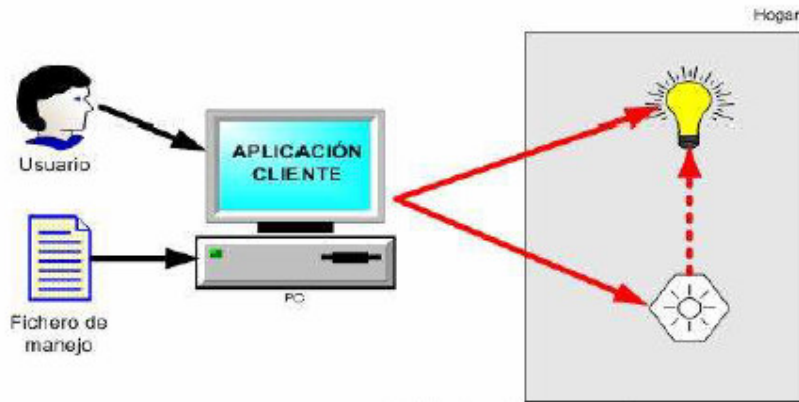 Hogar
Usuario
APLICACIÓN
CLIENTE
PC
Fichero de
manejo